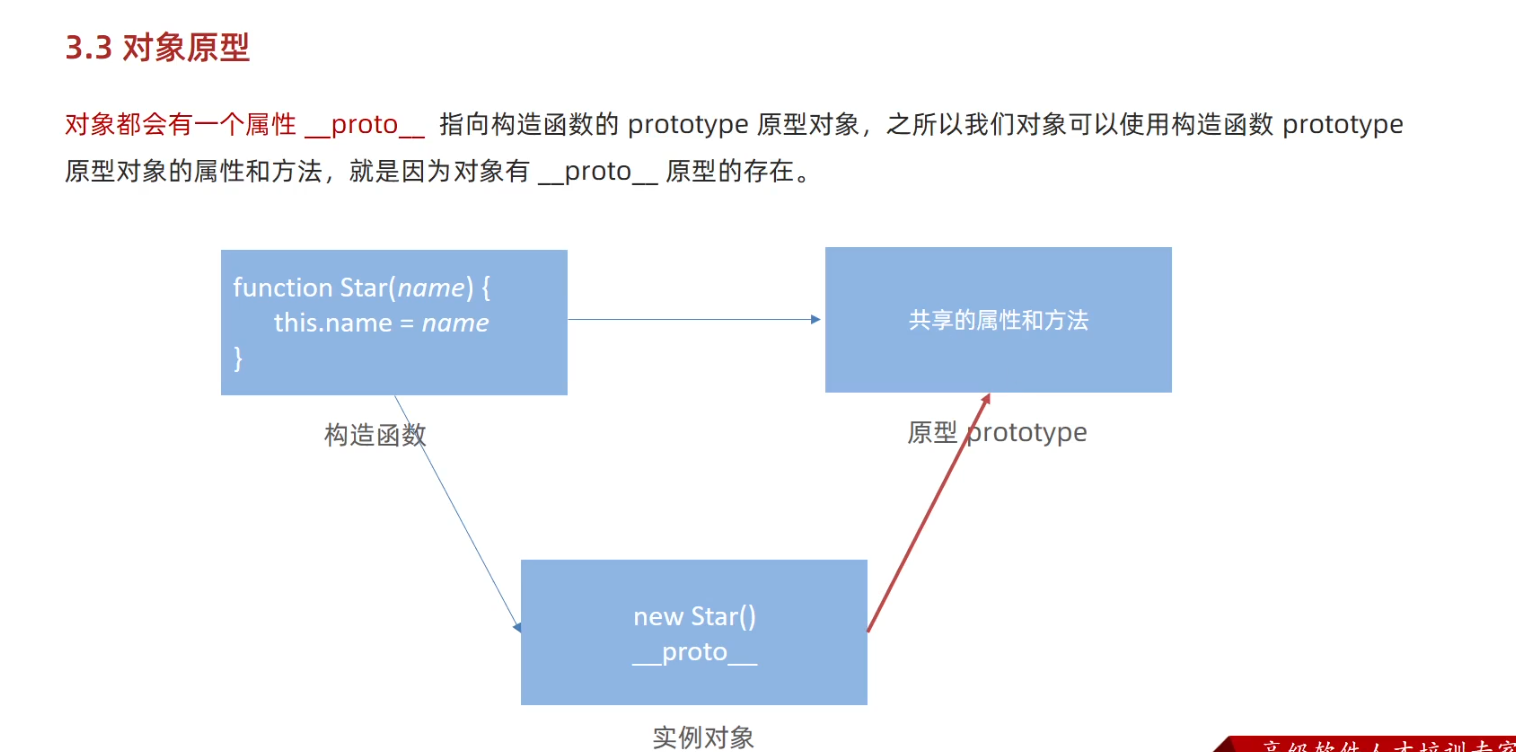 3.3 对象原型
对象都会有一个属性 __proto__ 指向构造函数的 prototype 原型对象，之所以我们对象可以使用构造函数 prototype
原型对象的属性和方法，就是因为对象有 __proto__ 原型的存在。
function Star(name) {
this.name = name
}
共享的属性和方法
构造函数
原型 prototype
new Star()
__proto__
实例对象
高级软件人才培训专家